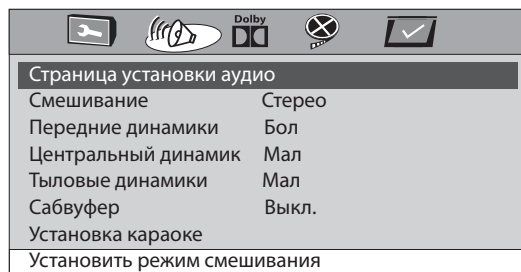 Dolby
Страница установки аудио
Смешивание Стерео
Передние динамики Бол
Центральный динамик Мал
Тыловые динамики Мал
Сабвуфер Выкл.
Установка караоке
Установить режим смешивания